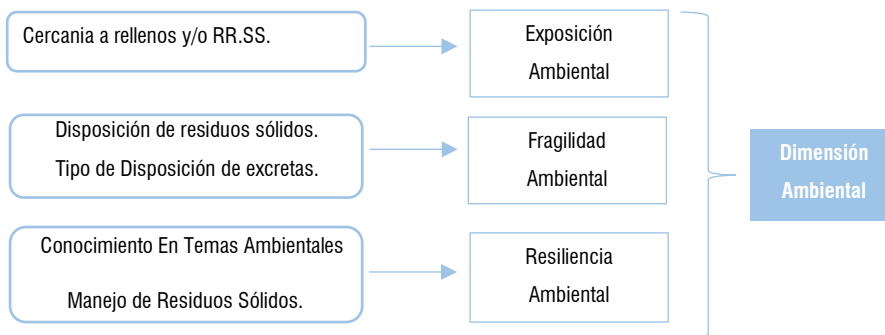 Cercania a rellenos y/o RR.SS.
Exposición
Ambiental
Disposición de residuos sólidos.
Tipo de Disposición de excretas.
Fragilidad
Ambiental
Dimensión
Ambiental
Conocimiento En Temas Ambientales
Manejo de Residuos Sólidos.
Resiliencia
Ambiental